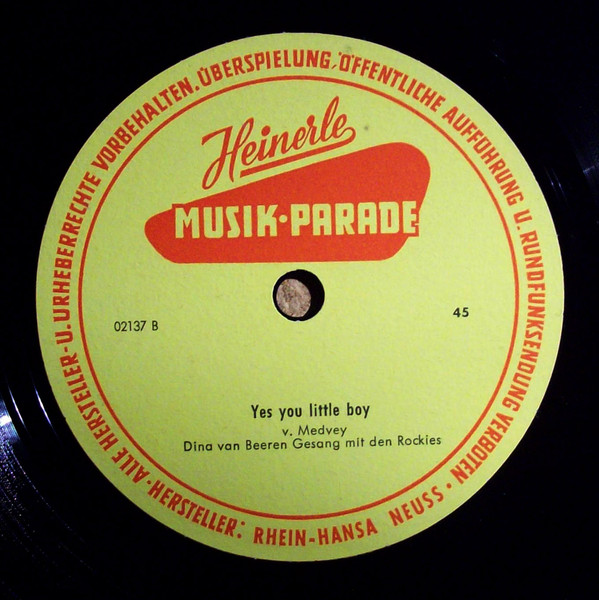 Heinerle
MUSIK·PARADE
02137 B
45
Yes you little boy
v. Medvey
Dina van Beeren Gesang mit den Rockies
·ALLE HERSTELLER-U. URHEBERRECHTE VORBEHALTEN. ÜBERSPIELUNG, ÖFFENTLICHE AUFFÜHRUNG U. RUNDFUNKSENDUNG VERBOTEN·
HERSTELLER: RHEIN-HANSA NEUSS